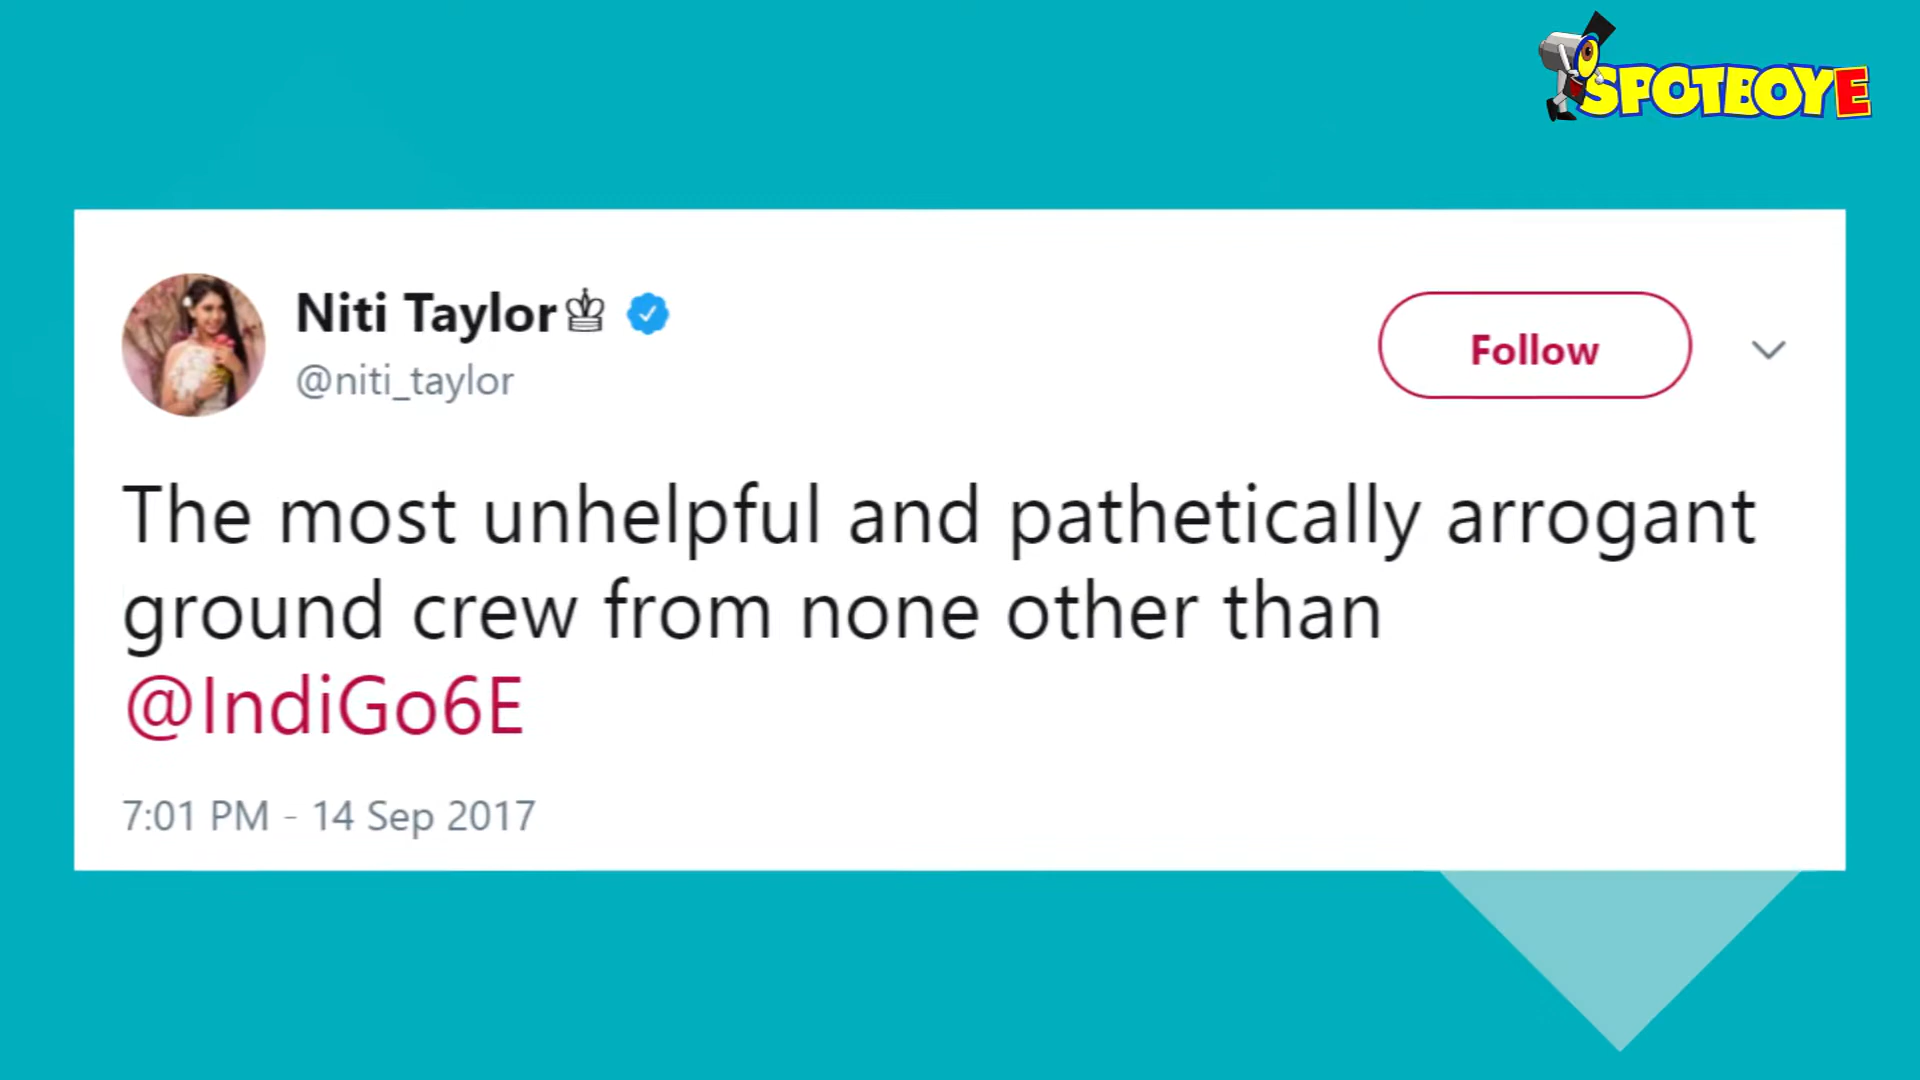 SPOTBOYE
Niti Taylor♔
@niti_taylor
Follow
The most unhelpful and pathetically arrogant
ground crew from none other than
@IndiGo6E
7:01 PM - 14 Sep 2017